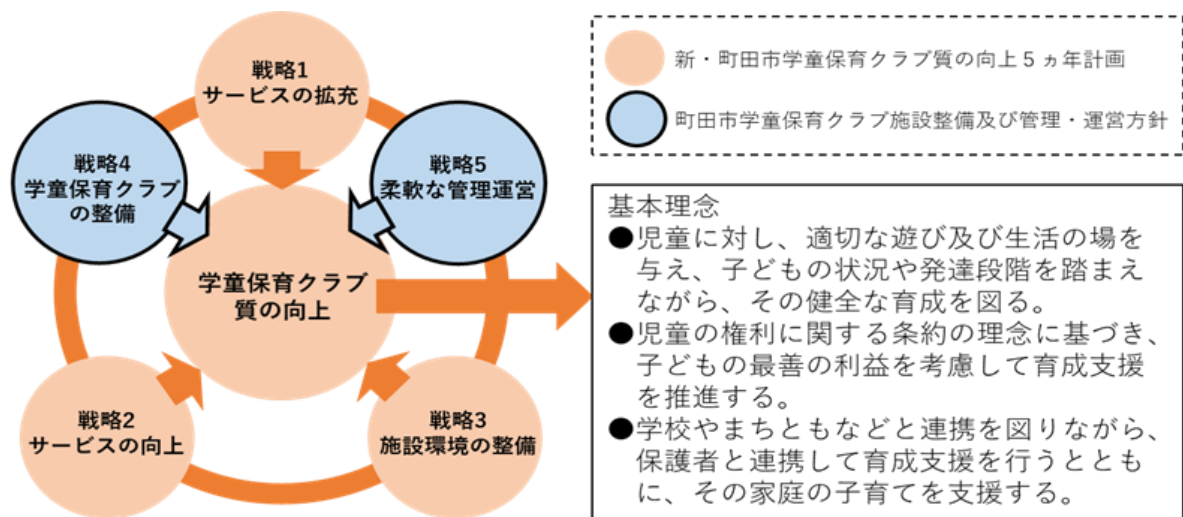 戦略1
サービスの拡充
戦略4
学童保育クラブ
の整備
戦略5
柔軟な管理運営
学童保育クラブ
質の向上
戦略2
サービスの向上
戦略3
施設環境の整備
新・町田市学童保育クラブ質の向上５ヵ年計画
町田市学童保育クラブ施設整備及び管理・運営方針
基本理念
●児童に対し、適切な遊び及び生活の場を
与え、子どもの状況や発達段階を踏まえ
ながら、その健全な育成を図る。
●児童の権利に関する条約の理念に基づき、
子どもの最善の利益を考慮して育成支援
を推進する。
●学校やまちともなどと連携を図りながら、
保護者と連携して育成支援を行うととも
に、その家庭の子育てを支援する。